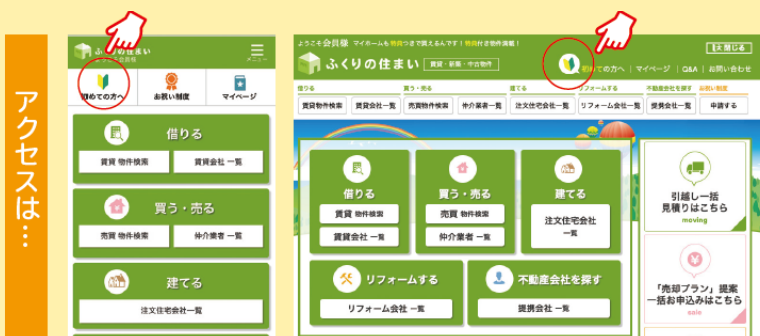 アクセスは…
ふくりの住まい
ようこそ会員様
メニュー
初めての方へ
お祝い制度
マイページ
借りる
賃貸 物件検索
賃貸会社 一覧
買う・売る
売買 物件検索
仲介業者 一覧
建てる
注文住宅会社一覧
ようこそ会員様 マイホームも特典つきで買えるんです!特典付き物件満載!
ふくりの住まい
賃貸・新築・中古物件
✕閉じる
初めての方へ | マイページ | Q&A | お問い合わせ
借りる
買う・売る
建てる
リフォームする
不動産会社を探す
お祝い制度
賃貸物件検索
賃貸会社一覧
売買物件検索
仲介業者一覧
注文住宅会社一覧
リフォーム会社一覧
提携会社一覧
申請する
借りる
賃貸 物件検索
賃貸会社 一覧
買う・売る
売買 物件検索
仲介業者 一覧
建てる
注文住宅会社
一覧
リフォームする
リフォーム会社 一覧
不動産会社を探す
提携会社 一覧
引越し一括
見積りはこちら
moving
「売却プラン」提案
一括お申込みはこちら
sale